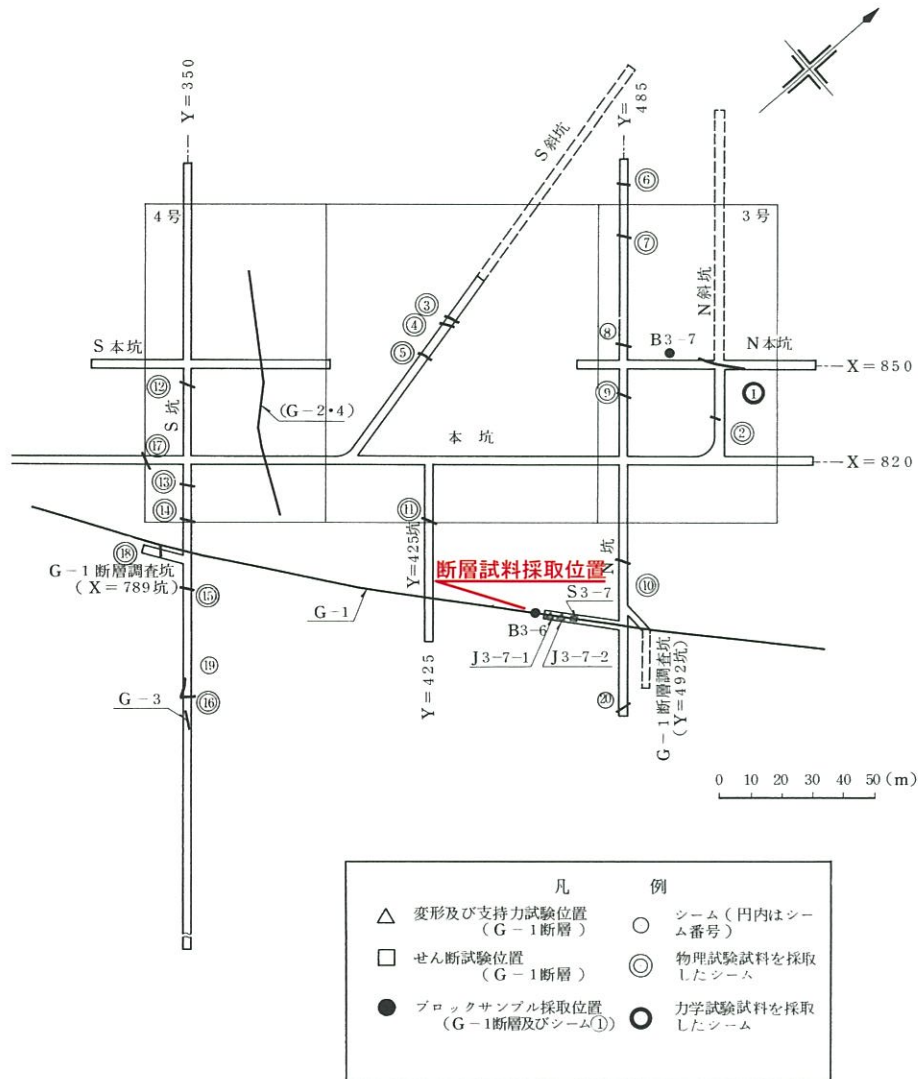 Y=350
Y=485
S斜坑
⑥
4号
3号
⑦
N斜坑
③
④
⑧
B3-7
⑤
S本坑
N本坑
X=850
⑫
⑨
①
S坑
(G-2・4)
②
⑰
本坑
X=820
⑬
⑭
⑪
Y=425坑
N坑
⑱
断層試料採取位置
G-1断層調査坑
(X=789坑)
⑮
⑩
S3-7
G-1
B3-6
J3-7-1
J3-7-2
⑲
G-3
⑯
Y=425
⑳
G-1断層調査坑
(Y=492坑)
0 10 20 30 40 50(m)
凡 例
変形及び支持力試験位置
(G-1断層)
シーム(円内はシー
ム番号)
せん断試験位置
(G-1断層)
物理試験試料を採取
したシーム
ブロックサンプル採取位置
(G-1断層及びシーム①)
力学試験試料を採取
したシーム